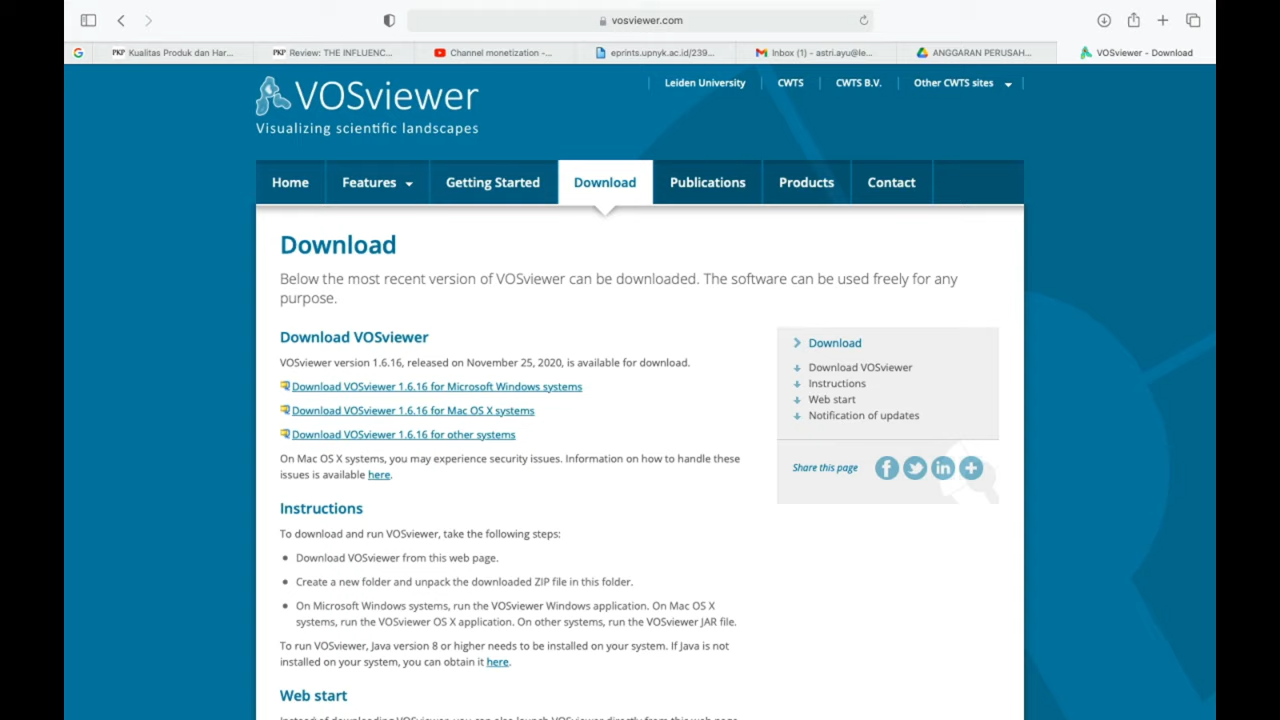 vosviewer.com
Kualitas Produk dan Har...
Review: THE INFLUENC...
Channel monetization -...
eprints.upnyk.ac.id/239...
Inbox (1) - astri.ayu@le...
ANGGARAN PERUSAH...
VOSviewer - Download
Leiden University
CWTS
CWTS B.V.
Other CWTS sites
VOSviewer
Visualizing scientific landscapes
Home
Features
Getting Started
Download
Publications
Products
Contact
Download
Below the most recent version of VOSviewer can be downloaded. The software can be used freely for any
purpose.
Download VOSviewer
VOSviewer version 1.6.16, released on November 25, 2020, is available for download.
Download VOSviewer 1.6.16 for Microsoft Windows systems
Download VOSviewer 1.6.16 for Mac OS X systems
Download VOSviewer 1.6.16 for other systems
On Mac OS X systems, you may experience security issues. Information on how to handle these
issues is available here.
Instructions
To download and run VOSviewer, take the following steps:
Download VOSviewer from this web page.
Create a new folder and unpack the downloaded ZIP file in this folder.
On Microsoft Windows systems, run the VOSviewer Windows application. On Mac OS X
systems, run the VOSviewer OS X application. On other systems, run the VOSviewer JAR file.
To run VOSviewer, Java version 8 or higher needs to be installed on your system. If Java is not
installed on your system, you can obtain it here.
Web start
Download
Download VOSviewer
Instructions
Web start
Notification of updates
Share this page